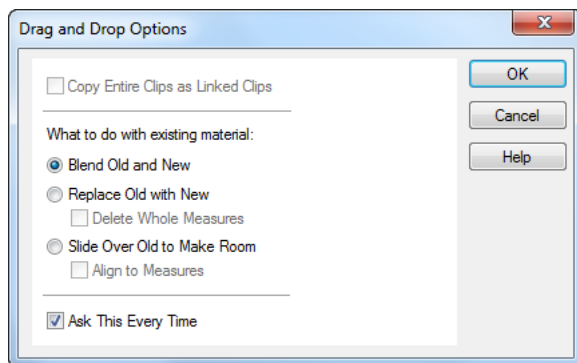 Drag and Drop Options
Copy Entire Clips as Linked Clips
What to do with existing material:
Blend Old and New
Replace Old with New
Delete Whole Measures
Slide Over Old to Make Room
Align to Measures
Ask This Every Time
OK
Cancel
Help